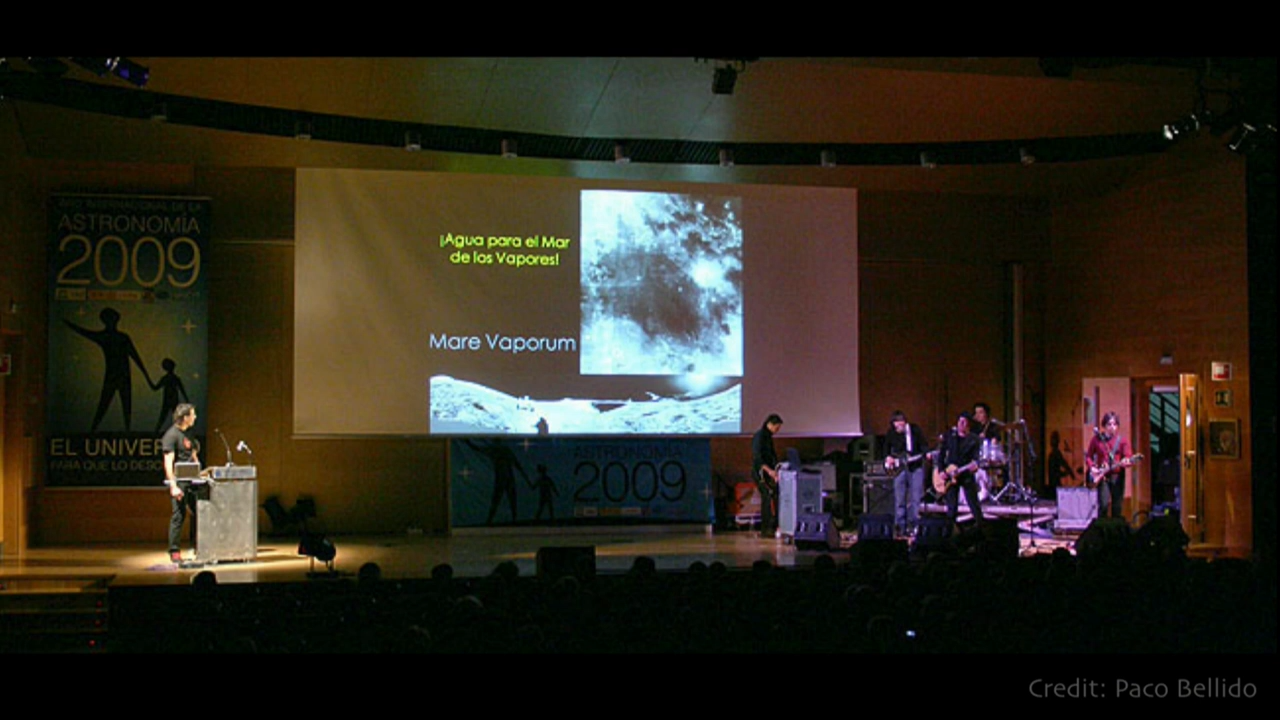 AÑO INTERNACIONAL DE LA
ASTRONOMÍA
2009
EL UNIVER
PARA QUE LO DESC
¡Agua para el Mar
de los Vapores!
Mare Vaporum
ASTRONOMÍA
2009
Credit: Paco Bellido